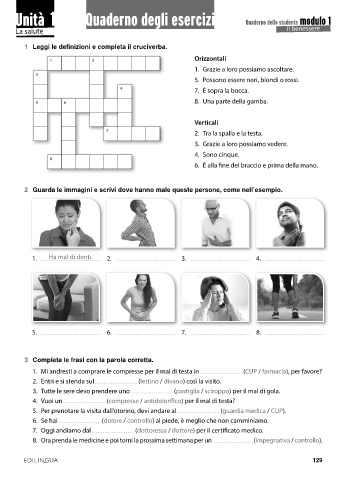 Unità 1 Quaderno degli esercizi Quaderno dello studente modulo 1
La salute Il benessere
1 Leggi le definizioni e completa il cruciverba.
Orizzontali
1. Grazie a loro possiamo ascoltare.
5. Possono essere neri, biondi o rossi.
7. È sopra la bocca.
8. Una parte della gamba.
Verticali
2. Tra la spalla e la testa.
3. Grazie a loro possiamo vedere.
4. Sono cinque.
6. È alla fine del braccio e prima della mano.
1 2
3
4
5 6
7
8
2 Guarda le immagini e scrivi dove hanno male queste persone, come nell'esempio.
1. Ha mal di denti. 2. 3. 4.
5. 6. 7. 8.
3 Completa le frasi con la parola corretta.
1. Mi andresti a comprare le compresse per il mal di testa in (CUP / farmacia), per favore?
2. Entri e si stenda sul (lettino / divano) così la visito.
3. Tutte le sere devo prendere uno (pastiglia / sciroppo) per il mal di gola.
4. Vuoi un (compresse / antidolorifico) per il mal di testa?
5. Per prenotare la visita dall'otorino, devi andare al (guardia medica / CUP).
6. Se hai (dolore / controllo) al piede, è meglio che non camminiamo.
7. Oggi andiamo dal (dottoressa / dottore) per il certificato medico.
8. Ora prenda le medicine e poi torni la prossima settimana per un (impegnativa / controllo).
EDILINGUA 129